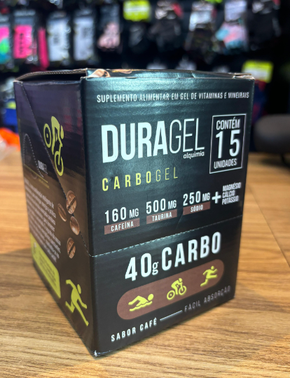 SUPLEMENTO ALIMENTAR EM GEL DE VITAMINAS E MINERAIS
DURAGEL
alquimia
CARBOGEL
CONTÉM
15
UNIDADES
160 MG
CAFEÍNA
500 MG
TAURINA
250 MG
SÓDIO
+
MAGNÉSIO
CÁLCIO
POTÁSSIO
40g CARBO
SABOR CAFÉ
FÁCIL ABSORÇÃO